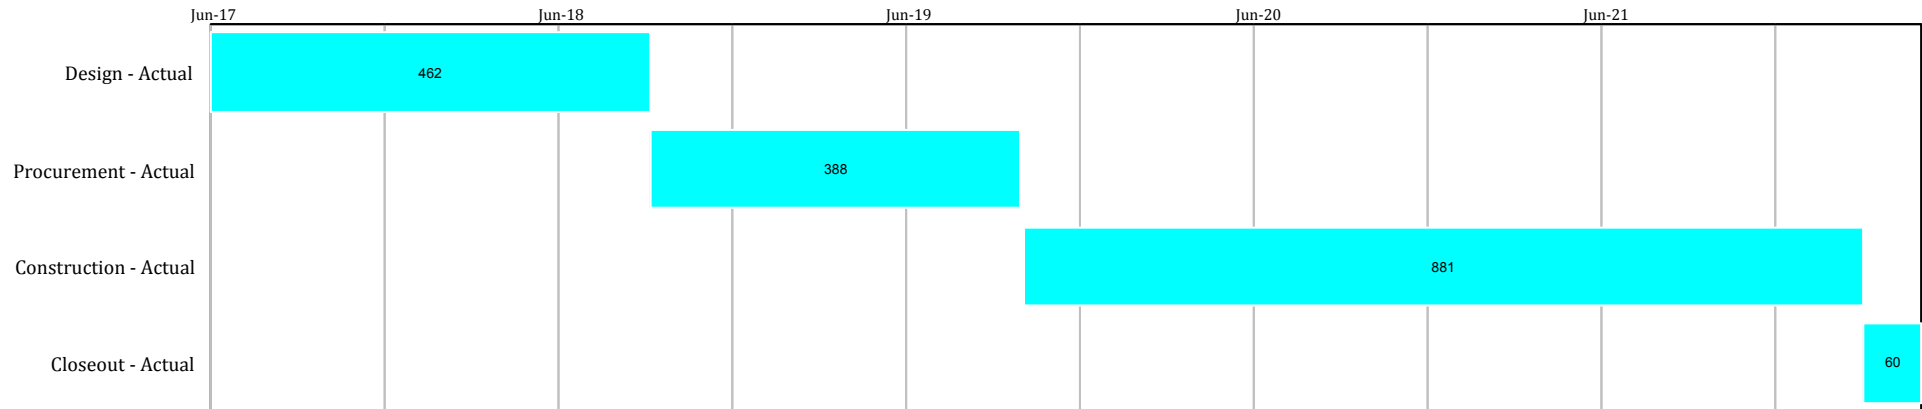 Jun-17 Jun-18 Jun-19 Jun-20 Jun-21
Design - Actual 462
Procurement - Actual 388
Construction - Actual 881
Closeout - Actual 60